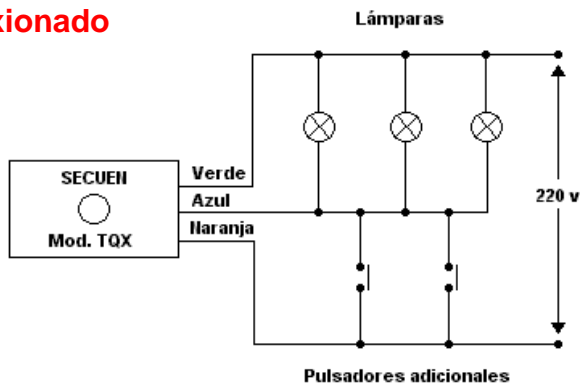 xionado
Lámparas
SECUEN
Mod. TQX
Verde
Azul
Naranja
220 v
Pulsadores adicionales